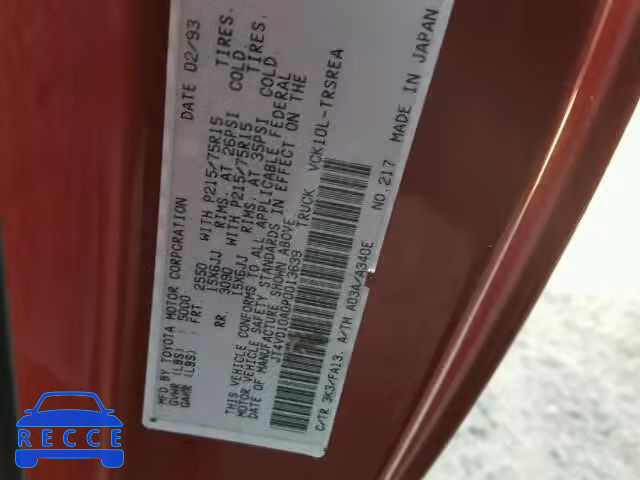 MFD BY TOYOTA MOTOR CORPORATION DATE 02/93
GVWR (LBS): 5000
GAWR (LBS): FRT. 2550 WITH P215/75R15 TIRES.
15X6JJ RIMS. AT 26PSI COLD.
RR. 3090 WITH P215/75R15 TIRES.
15X6JJ RIMS. AT 35PSI COLD
THIS VEHICLE CONFORMS TO ALL APPLICABLE FEDERAL
MOTOR VEHICLE SAFETY STANDARDS IN EFFECT ON THE
DATE OF MANUFACTURE SHOWN ABOVE.
JT4VD10A0P0013639 TRUCK VCK10L-TRSREA
C/TR 3K3/FA13. A/TM A03A/A340E
NO.217 MADE IN JAPAN
RECCE